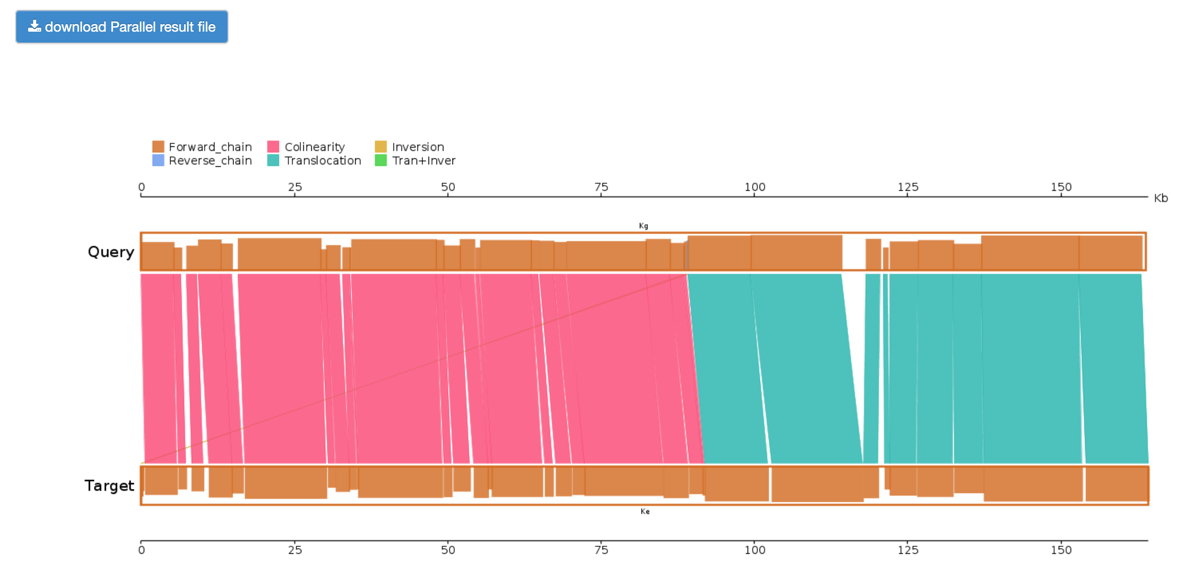 download Parallel result file
Forward_chain Colinearity Inversion
Reverse_chain Translocation Tran+Inver
0 25 50 75 100 125 150 Kb
Kg
Query
Target
Ke
0 25 50 75 100 125 150